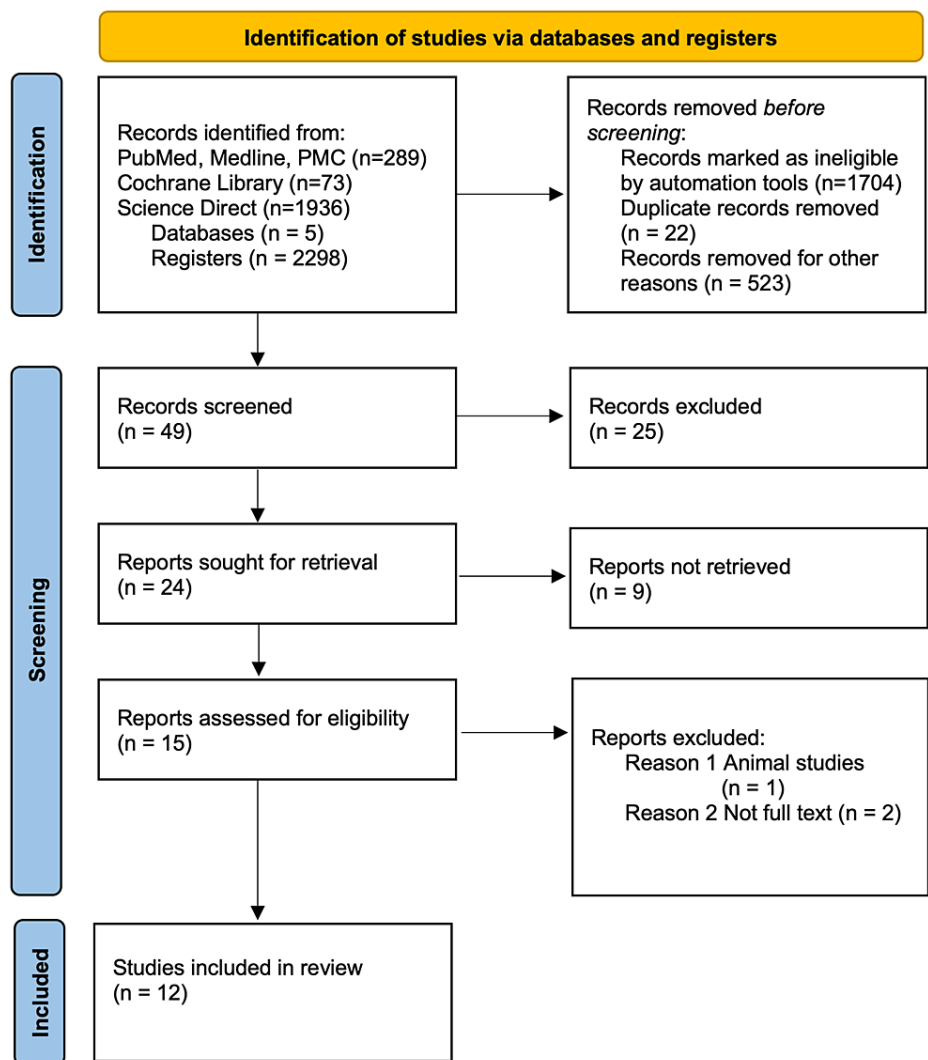 Identification of studies via databases and registers
Identification
Records identified from:
PubMed, Medline, PMC (n=289)
Cochrane Library (n=73)
Science Direct (n=1936)
Databases (n = 5)
Registers (n = 2298)
Records removed before
screening:
Records marked as ineligible
by automation tools (n=1704)
Duplicate records removed
(n = 22)
Records removed for other
reasons (n = 523)
Screening
Records screened
(n = 49)
Records excluded
(n = 25)
Reports sought for retrieval
(n = 24)
Reports not retrieved
(n = 9)
Reports assessed for eligibility
(n = 15)
Reports excluded:
Reason 1 Animal studies
(n = 1)
Reason 2 Not full text (n = 2)
Included
Studies included in review
(n = 12)